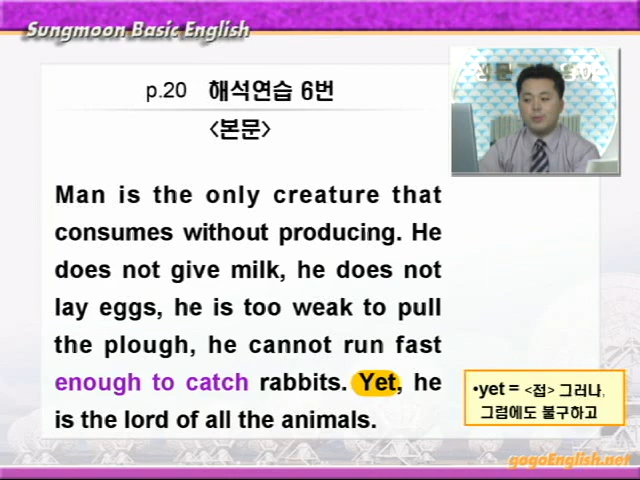 Sungmoon Basic English
p.20 해석연습 6번
<본문>
Man is the only creature that
consumes without producing. He
does not give milk, he does not
lay eggs, he is too weak to pull
the plough, he cannot run fast
enough to catch rabbits. Yet, he
is the lord of all the animals.
•yet = <접> 그러나,
그럼에도 불구하고
gogoEnglish.net